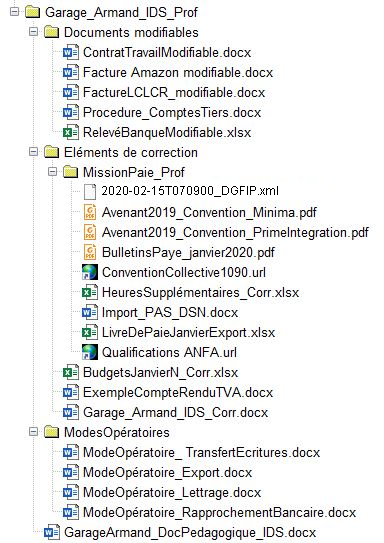 Garage_Armand_IDS_Prof
Documents modifiables
ContratTravailModifiable.docx
Facture Amazon modifiable.docx
FactureLCLCR_modifiable.docx
Procedure_ComptesTiers.docx
RelevéBanqueModifiable.xlsx
Eléments de correction
MissionPaie_Prof
2020-02-15T070900_DGFIP.xml
Avenant2019_Convention_Minima.pdf
Avenant2019_Convention_PrimeIntegration.pdf
BulletinsPaye_janvier2020.pdf
ConventionCollective1090.url
HeuresSupplémentaires_Corr.xlsx
Import_PAS_DSN.docx
LivreDePaieJanvierExport.xlsx
Qualifications ANFA.url
BudgetsJanvierN_Corr.xlsx
ExempleCompteRenduTVA.docx
Garage_Armand_IDS_Corr.docx
ModesOpératoires
ModeOpératoire_ TransfertEcritures.docx
ModeOpératoire_Export.docx
ModeOpératoire_Lettrage.docx
ModeOpératoire_RapprochementBancaire.docx
GarageArmand_DocPedagogique_IDS.docx